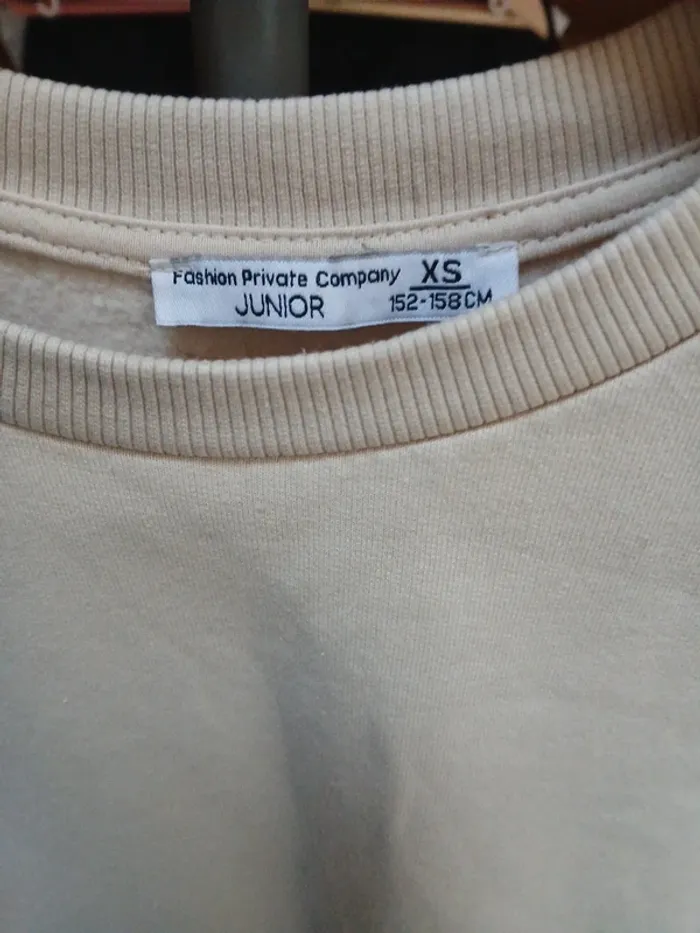 Fashion Private Company XS
JUNIOR 152-158CM